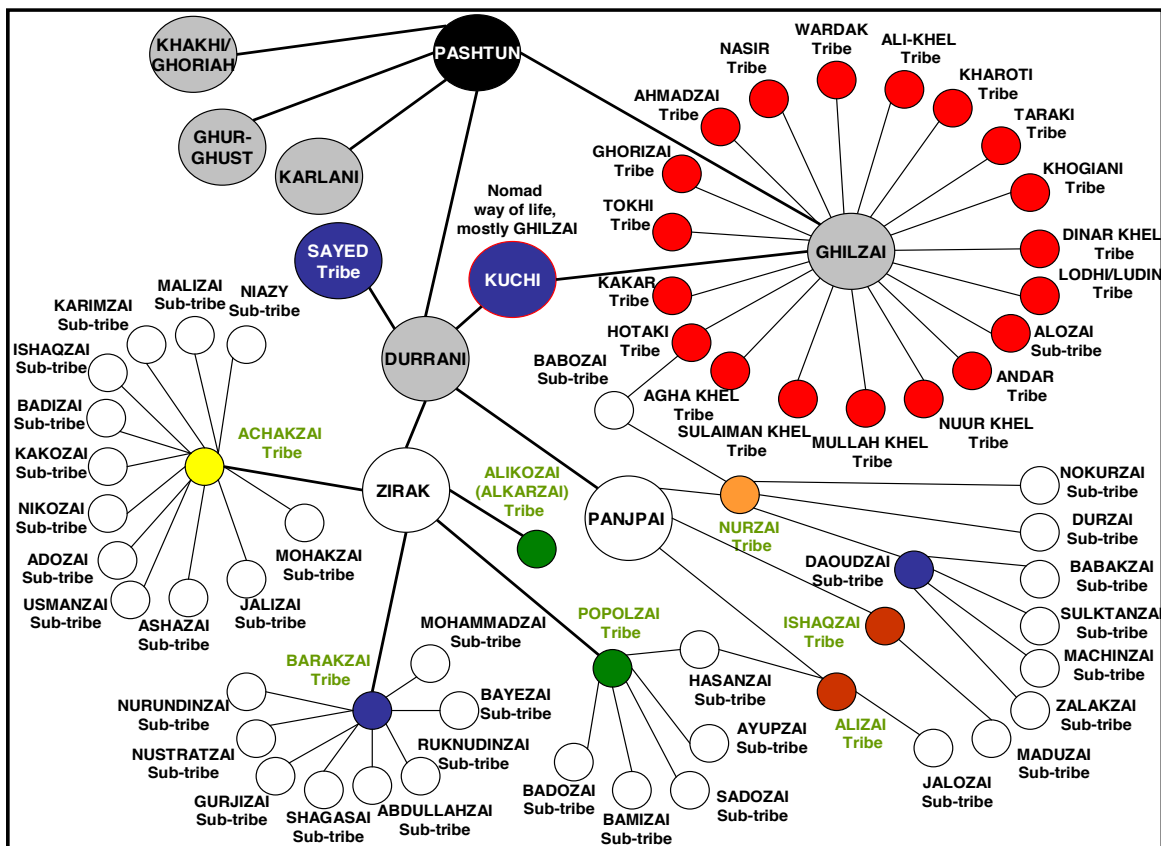 KHAKHI/
GHORIAH
PASHTUN
GHUR-
GHUST
KARLANI
SAYED
Tribe
Nomad
way of life,
mostly GHILZAI
KUCHI
DURRANI
GHILZAI
WARDAK
Tribe
NASIR
Tribe
ALI-KHEL
Tribe
KHAROTI
Tribe
AHMADZAI
Tribe
TARAKI
Tribe
GHORIZAI
Tribe
KHOGIANI
Tribe
TOKHI
Tribe
DINAR KHEL
Tribe
KAKAR
Tribe
LODHI/LUDIN
Tribe
HOTAKI
Tribe
ALOZAI
Sub-tribe
BABOZAI
Sub-tribe
ANDAR
Tribe
AGHA KHEL
Tribe
SULAIMAN KHEL
Tribe
MULLAH KHEL
Tribe
NUUR KHEL
Tribe
MALIZAI
Sub-tribe
NIAZY
Sub-tribe
KARIMZAI
Sub-tribe
ISHAQZAI
Sub-tribe
BADIZAI
Sub-tribe
ACHAKZAI
Tribe
KAKOZAI
Sub-tribe
NIKOZAI
Sub-tribe
ADOZAI
Sub-tribe
USMANZAI
Sub-tribe
ASHAZAI
Sub-tribe
JALIZAI
Sub-tribe
MOHAKZAI
Sub-tribe
ZIRAK
ALIKOZAI
(ALKARZAI)
Tribe
PANJPAI
NURZAI
Tribe
NOKURZAI
Sub-tribe
DURZAI
Sub-tribe
DAOUDZAI
Sub-tribe
BABAKZAI
Sub-tribe
SULKTANZAI
Sub-tribe
MACHINZAI
Sub-tribe
ZALAKZAI
Sub-tribe
ISHAQZAI
Tribe
MADUZAI
Sub-tribe
ALIZAI
Tribe
JALOZAI
Sub-tribe
POPOLZAI
Tribe
HASANZAI
Sub-tribe
AYUPZAI
Sub-tribe
SADOZAI
Sub-tribe
BAMIZAI
Sub-tribe
BADOZAI
Sub-tribe
BARAKZAI
Tribe
MOHAMMADZAI
Sub-tribe
BAYEZAI
Sub-tribe
RUKNUDINZAI
Sub-tribe
ABDULLAHZAI
Sub-tribe
SHAGASAI
Sub-tribe
GURJIZAI
Sub-tribe
NUSTRATZAI
Sub-tribe
NURUNDINZAI
Sub-tribe